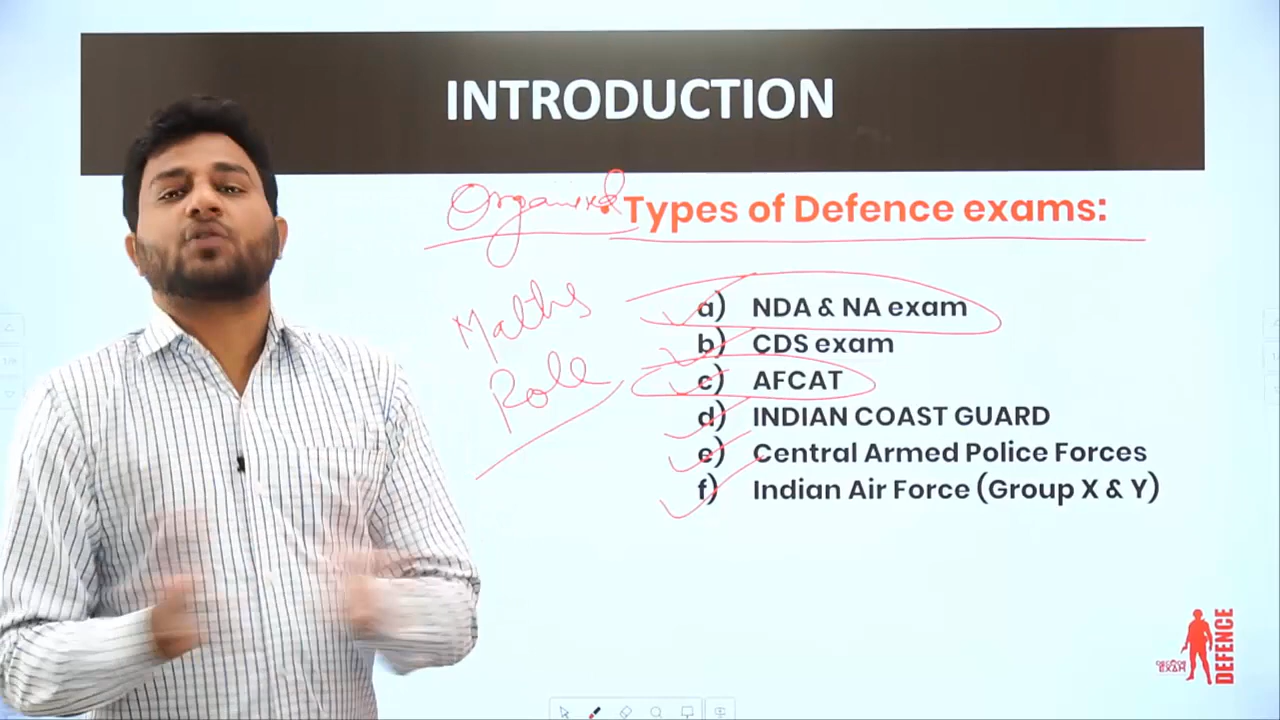 INTRODUCTION
Organized
• Types of Defence exams:
Maths
Role
a) NDA & NA exam
b) CDS exam
c) AFCAT
d) INDIAN COAST GUARD
e) Central Armed Police Forces
f) Indian Air Force (Group X & Y)
DEFENCE